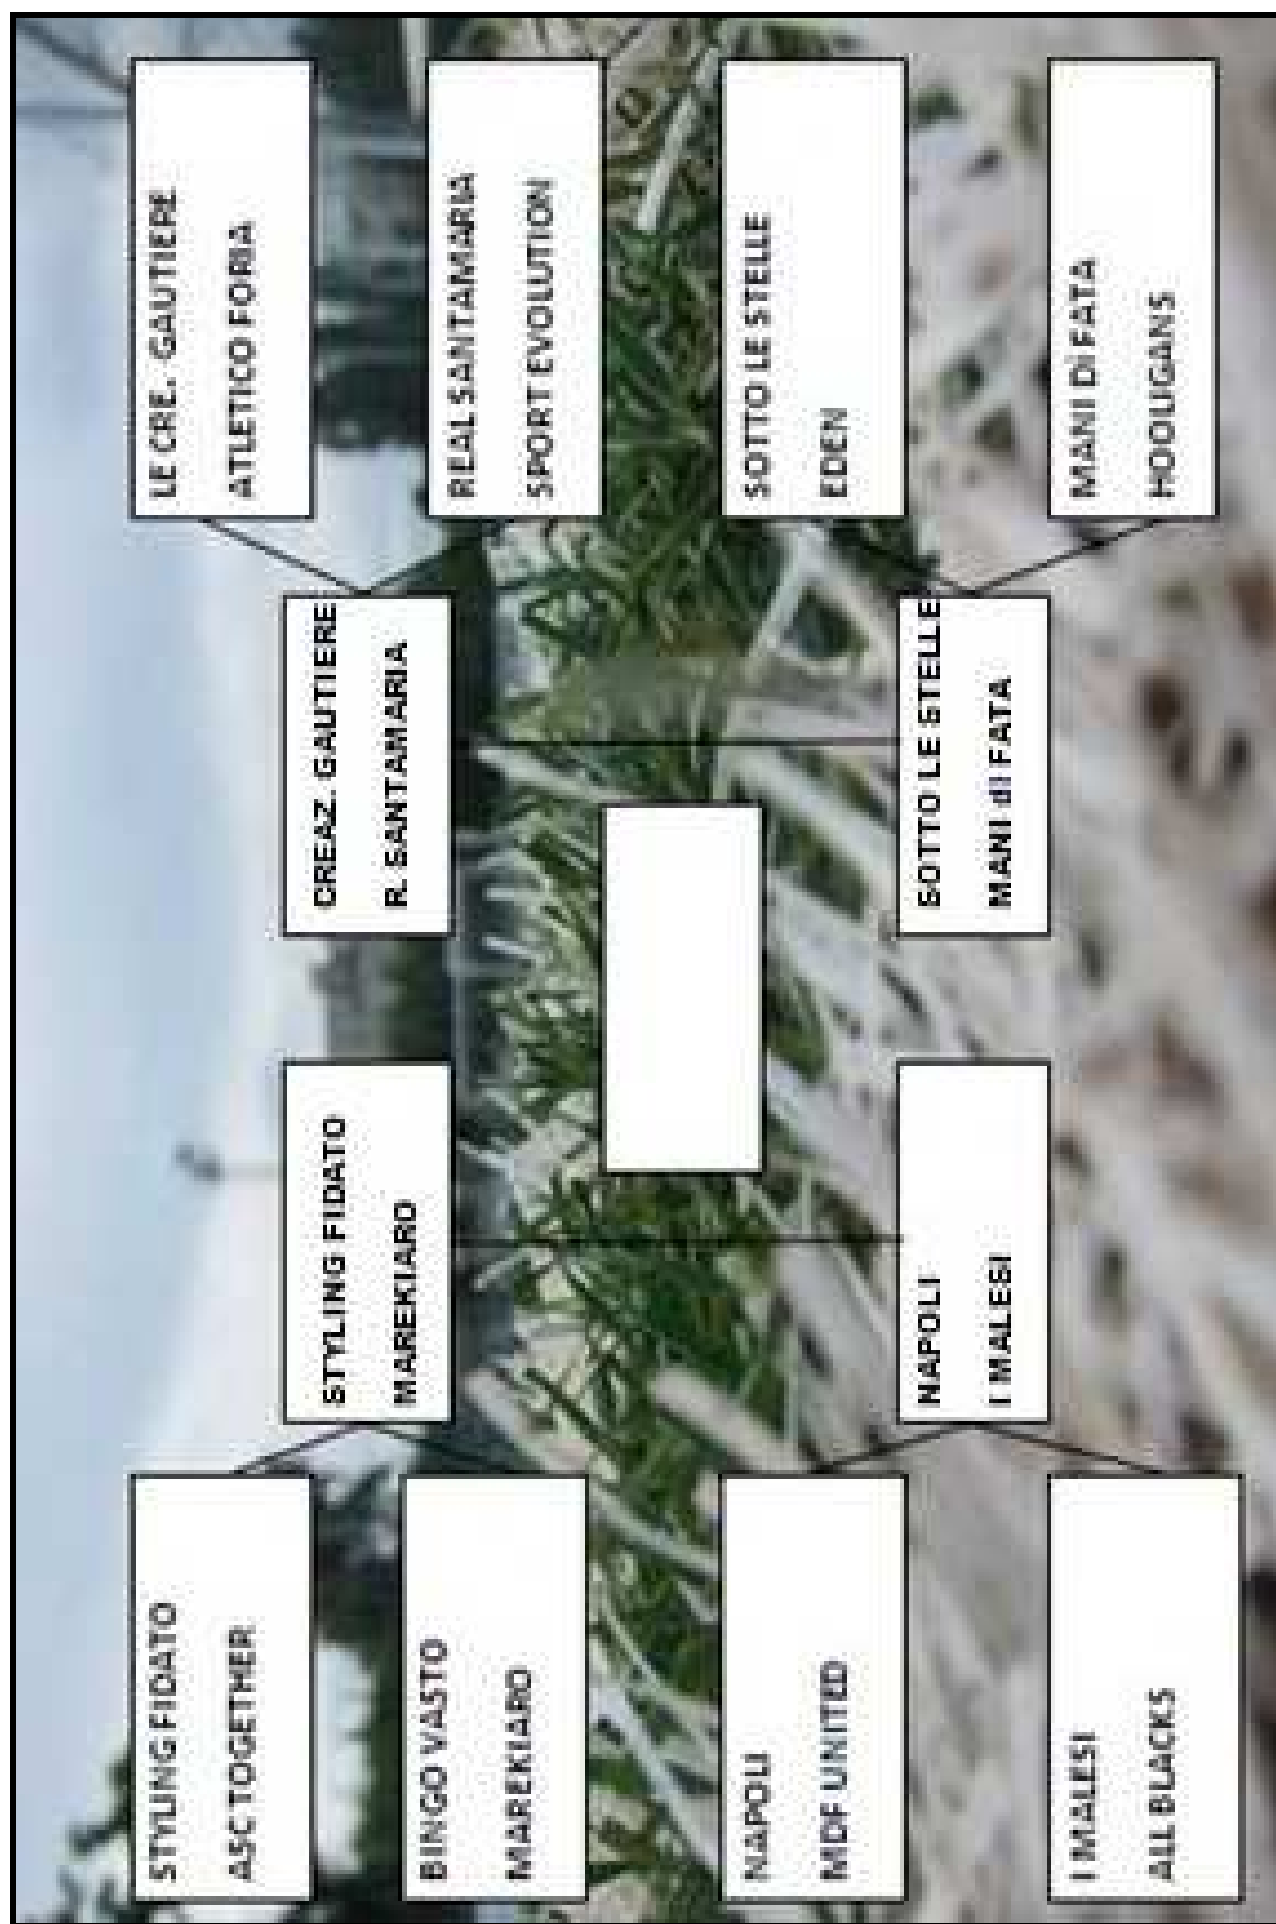 STYLING FIDATO
ASC TOGETHER
BINGO VASTO
MAREKIARO
NAPOLI
MDF UNITED
I MALESI
ALL BLACKS
STYLING FIDATO
MAREKIARO
NAPOLI
I MALESI
CREAZ. GAUTIERE
R. SANTAMARIA
SOTTO LE STELLE
MANI di FATA
LE CRE. GAUTIERE
ATLETICO FORIA
REAL SANTAMARIA
SPORT EVOLUTION
SOTTO LE STELLE
EDEN
MANI DI FATA
HOOLIGANS